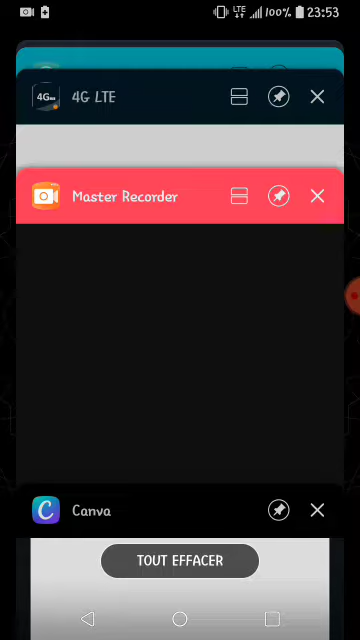 LTE 100% 23:53
4G LTE
Master Recorder
Canva
TOUT EFFACER